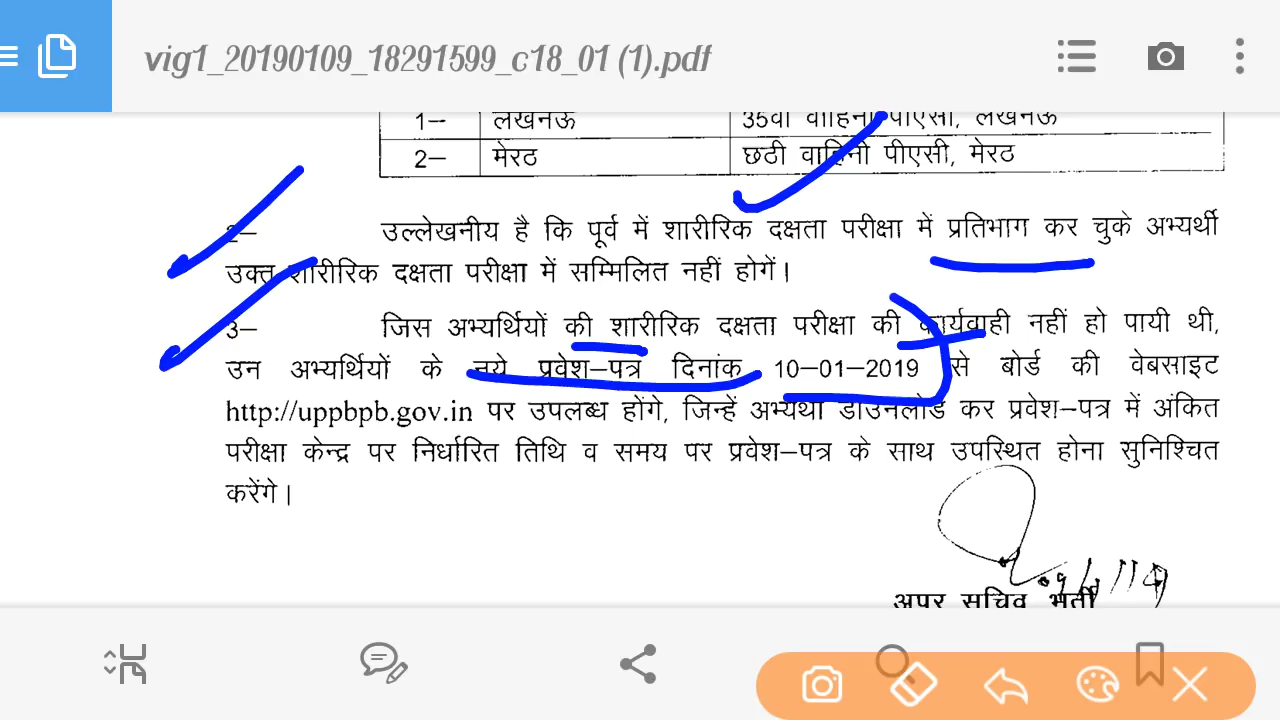 vig1_20190109_18291599_c18_01 (1).pdf
1– लखनऊ 35वी वाहिनी पीएसी, लखनऊ
2– मेरठ छठी वाहिनी पीएसी, मेरठ
2– उल्लेखनीय है कि पूर्व में शारीरिक दक्षता परीक्षा में प्रतिभाग कर चुके अभ्यर्थी
उक्त शारीरिक दक्षता परीक्षा में सम्मिलित नहीं होगें।
3– जिस अभ्यर्थियों की शारीरिक दक्षता परीक्षा की कार्यवाही नहीं हो पायी थी,
उन अभ्यर्थियों के नये प्रवेश–पत्र दिनांक 10–01–2019 से बोर्ड की वेबसाइट
http://uppbpb.gov.in पर उपलब्ध होंगे, जिन्हें अभ्यर्थी डाउनलोड कर प्रवेश–पत्र में अंकित
परीक्षा केन्द्र पर निर्धारित तिथि व समय पर प्रवेश–पत्र के साथ उपस्थित होना सुनिश्चित
करेंगे।
अपर सचिव भर्ती